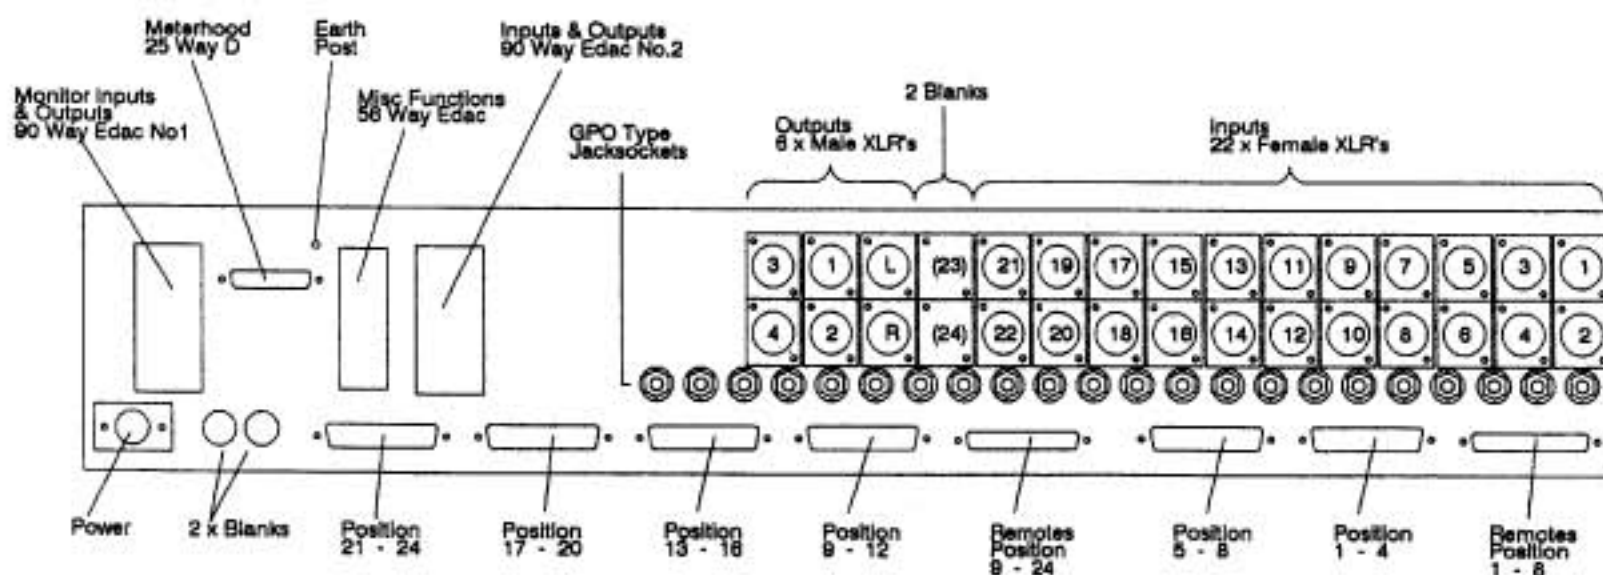 Meterhood
25 Way D
Earth
Post
Inputs & Outputs
90 Way Edac No.2
Monitor Inputs
& Outputs
90 Way Edac No1
Misc Functions
56 Way Edac
GPO Type
Jacksockets
2 Blanks
Outputs
6 x Male XLR's
Inputs
22 x Female XLR's
3 1 L (23) 21 19 17 15 13 11 9 7 5 3 1
4 2 R (24) 22 20 18 16 14 12 10 8 6 4 2
Power
2 x Blanks
Position
21 - 24
Position
17 - 20
Position
13 - 16
Position
9 - 12
Remotes
Position
9 - 24
Position
5 - 8
Position
1 - 4
Remotes
Position
1 - 8